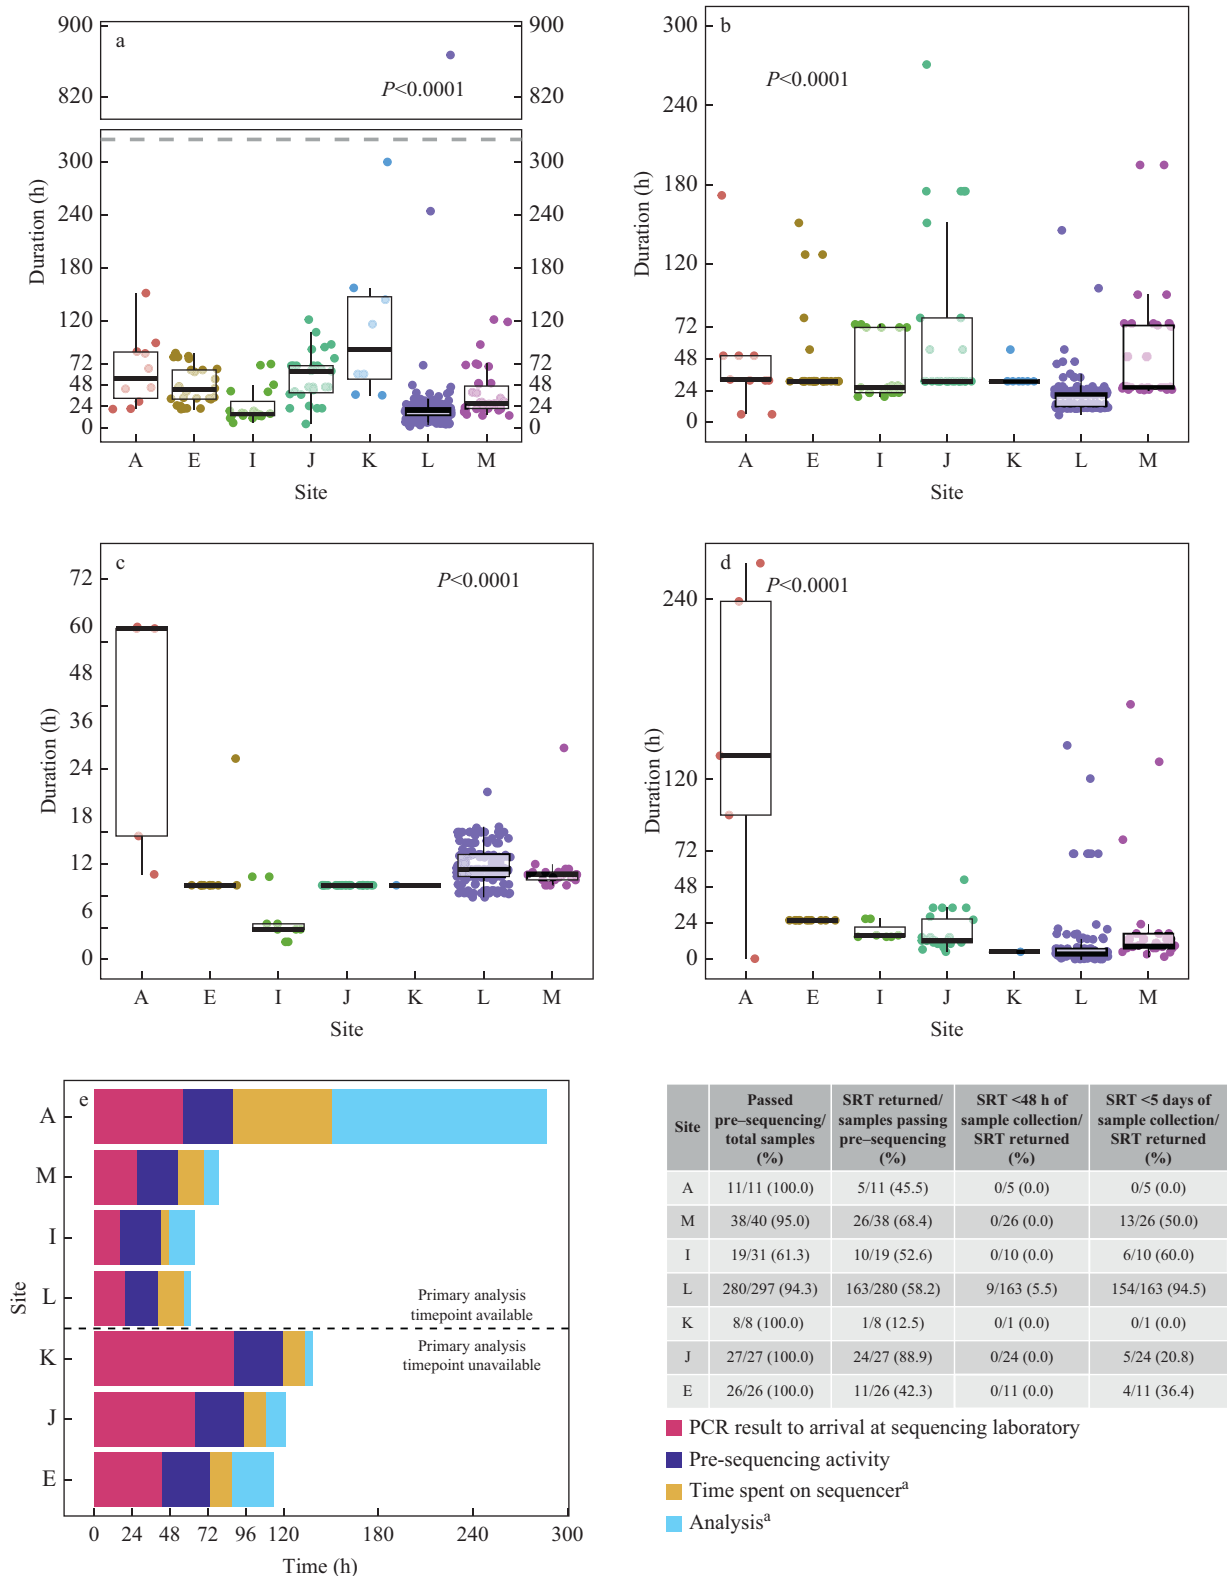 a
P<0.0001
900
820
300
240
180
120
72
48
24
0
900
820
300
240
180
120
72
48
24
0
Duration (h)
A E I J K L M
Site
b
P<0.0001
300
240
180
120
72
48
24
0
Duration (h)
A E I J K L M
Site
c
P<0.0001
72
60
48
36
24
18
12
6
0
Duration (h)
A E I J K L M
Site
d
P<0.0001
240
120
72
48
24
0
Duration (h)
A E I J K L M
Site
e
A
M
I
L
K
J
E
Site
Primary analysis
timepoint available
Primary analysis
timepoint unavailable
0 24 48 72 96 120 180 240 300
Time (h)
Site Passed pre–sequencing/ total samples (%) SRT returned/ samples passing pre–sequencing (%) SRT <48 h of sample collection/ SRT returned (%) SRT <5 days of sample collection/ SRT returned (%)
A 11/11 (100.0) 5/11 (45.5) 0/5 (0.0) 0/5 (0.0)
M 38/40 (95.0) 26/38 (68.4) 0/26 (0.0) 13/26 (50.0)
I 19/31 (61.3) 10/19 (52.6) 0/10 (0.0) 6/10 (60.0)
L 280/297 (94.3) 163/280 (58.2) 9/163 (5.5) 154/163 (94.5)
K 8/8 (100.0) 1/8 (12.5) 0/1 (0.0) 0/1 (0.0)
J 27/27 (100.0) 24/27 (88.9) 0/24 (0.0) 5/24 (20.8)
E 26/26 (100.0) 11/26 (42.3) 0/11 (0.0) 4/11 (36.4)
PCR result to arrival at sequencing laboratory
Pre-sequencing activity
Time spent on sequencerᵃ
Analysisᵃ